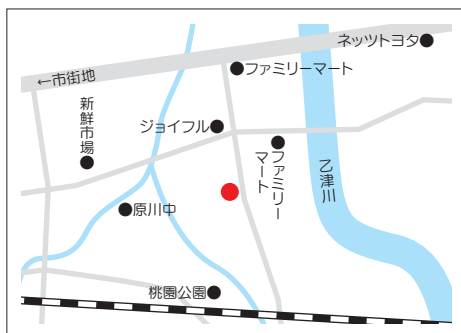 ネッツトヨタ
←市街地
ファミリーマート
新鮮市場
ジョイフル
ファミリー
マート
乙津川
原川中
桃園公園